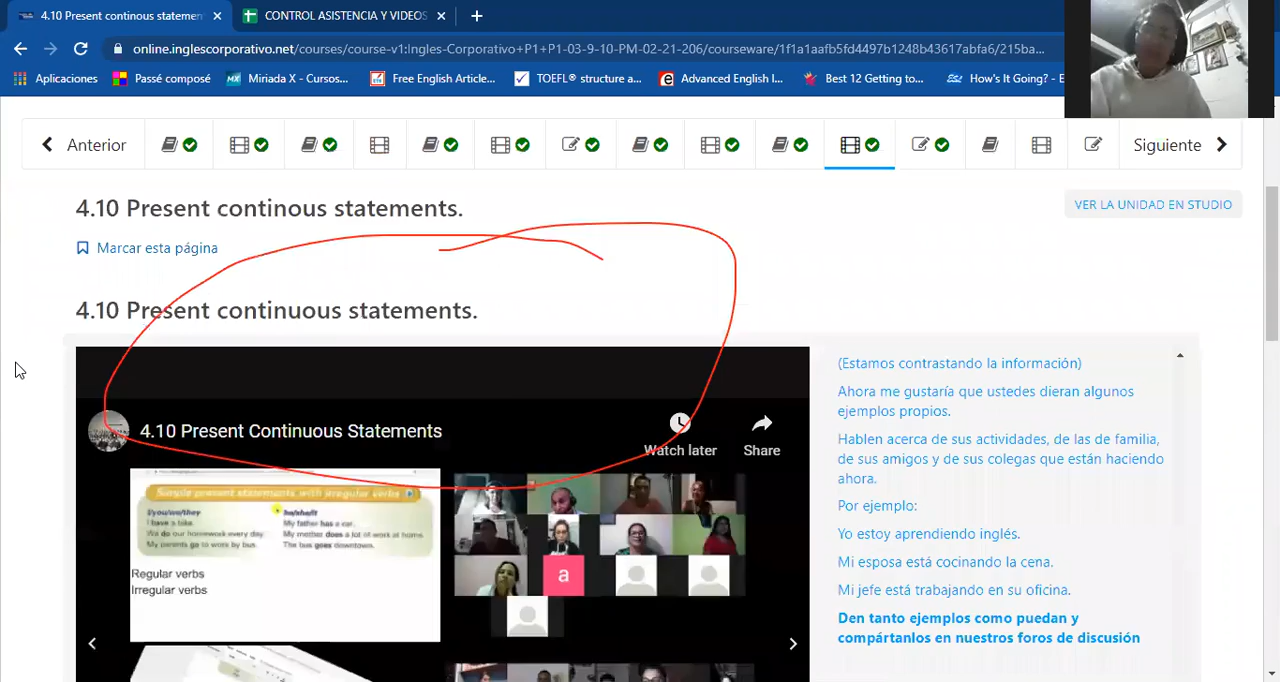 4.10 Present continous statemen
CONTROL ASISTENCIA Y VIDEOS
online.inglescorporativo.net/courses/course-v1:Ingles-Corporativo+P1+P1-03-9-10-PM-02-21-206/courseware/1f1a1aafb5fd4497b1248b43617abfa6/215ba...
Aplicaciones
Passé composé
Miriada X - Cursos...
Free English Article...
TOEFL® structure a...
Advanced English I...
Best 12 Getting to...
How's It Going? - E
Anterior
Siguiente
4.10 Present continous statements.
VER LA UNIDAD EN STUDIO
Marcar esta página
4.10 Present continuous statements.
4.10 Present Continuous Statements
Watch later
Share
Simple present statements with irregular verbs
I/you/we/they
he/she/it
I have a bike.
My father has a car.
We do our homework every day.
My mother does a lot of work at home.
My parents go to work by bus.
The bus goes downtown.
Regular verbs
Irregular verbs
a
(Estamos contrastando la información)
Ahora me gustaría que ustedes dieran algunos
ejemplos propios.
Hablen acerca de sus actividades, de las de familia,
de sus amigos y de sus colegas que están haciendo
ahora.
Por ejemplo:
Yo estoy aprendiendo inglés.
Mi esposa está cocinando la cena.
Mi jefe está trabajando en su oficina.
Den tanto ejemplos como puedan y
compártanlos en nuestros foros de discusión